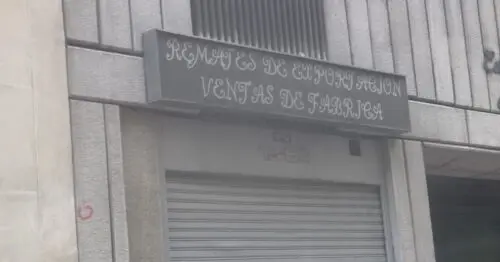 REMATES DE EXPORTACION
VENTAS DE FABRICA